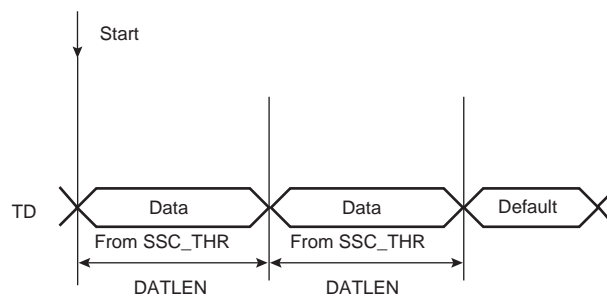 Start
TD
Data
Data
Default
From SSC_THR
From SSC_THR
DATLEN
DATLEN